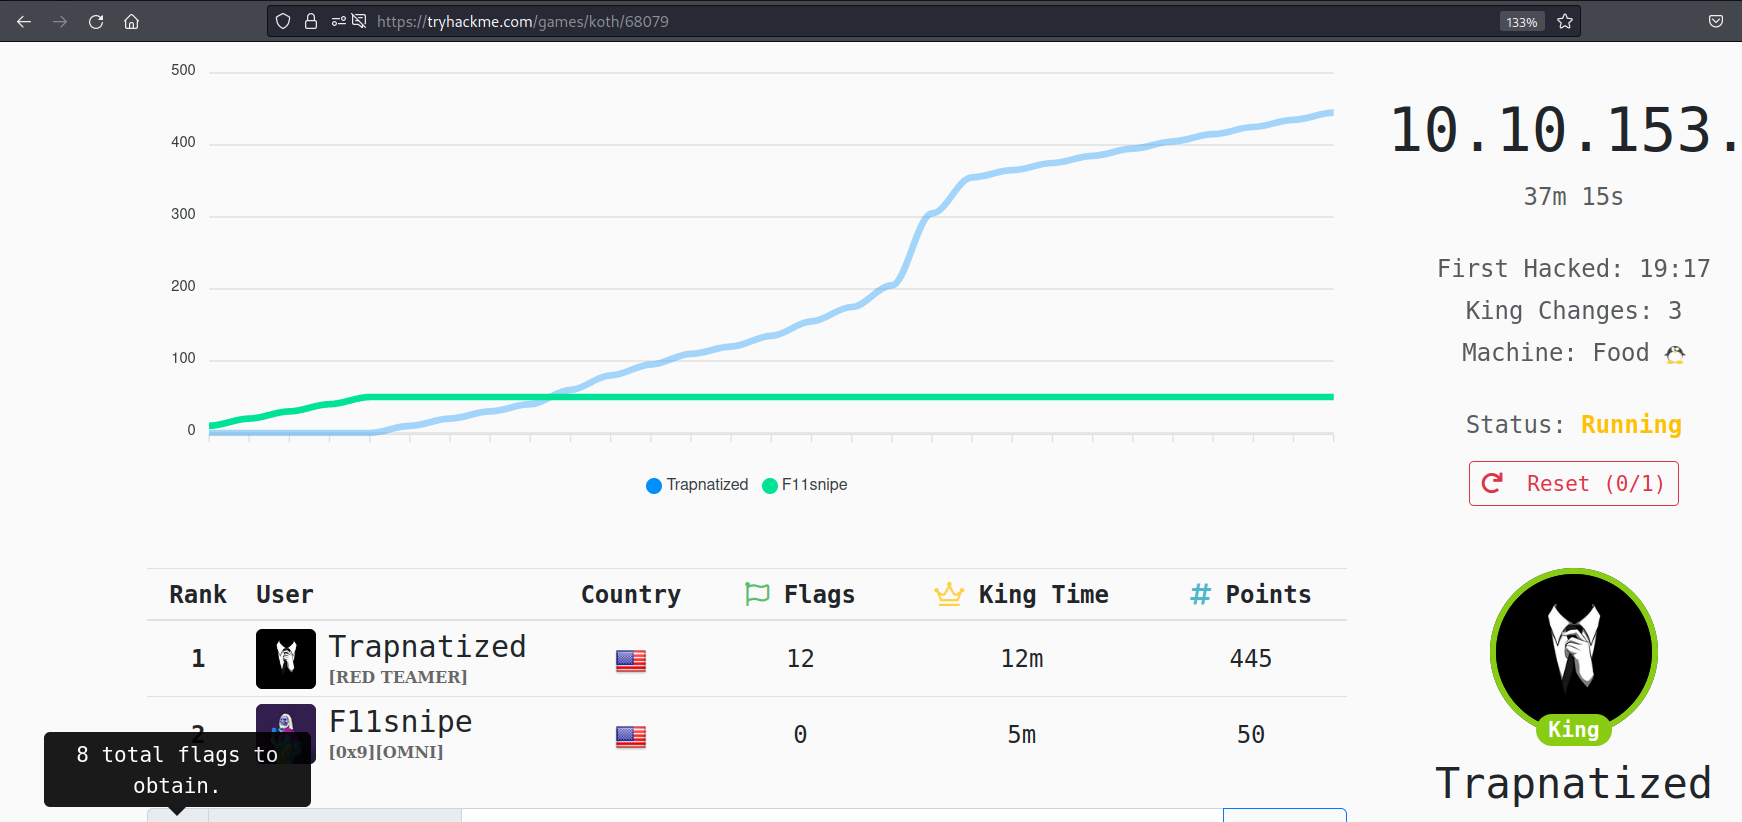 https://tryhackme.com/games/koth/68079
133%
500
400
300
200
100
0
Trapnatized F11snipe
10.10.153.
37m 15s
First Hacked: 19:17
King Changes: 3
Machine: Food
Status: Running
Reset (0/1)
Rank User Country Flags King Time # Points
1 Trapnatized 12 12m 445
[RED TEAMER]
2 F11snipe 0 5m 50
[0x9][OMNI]
8 total flags to
obtain.
King
Trapnatized